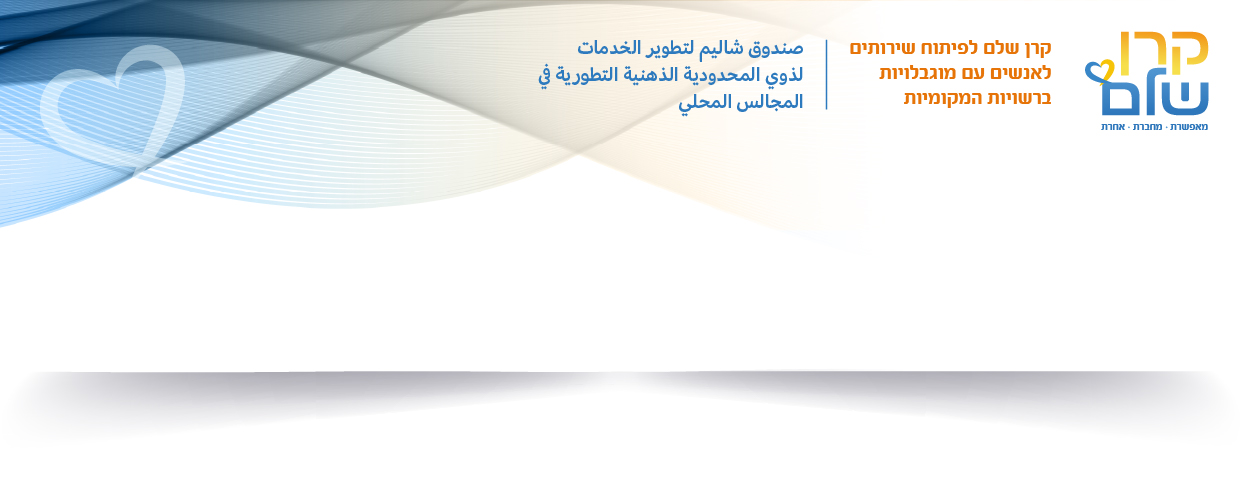 קרן
שלם
מאפשרת · מחברת · אחרת
קרן שלם לפיתוח שירותים
לאנשים עם מוגבלויות
ברשויות המקומיות
صندوق شاليم لتطوير الخدمات
لذوي المحدودية الذهنية التطورية في
المجالس المحلي